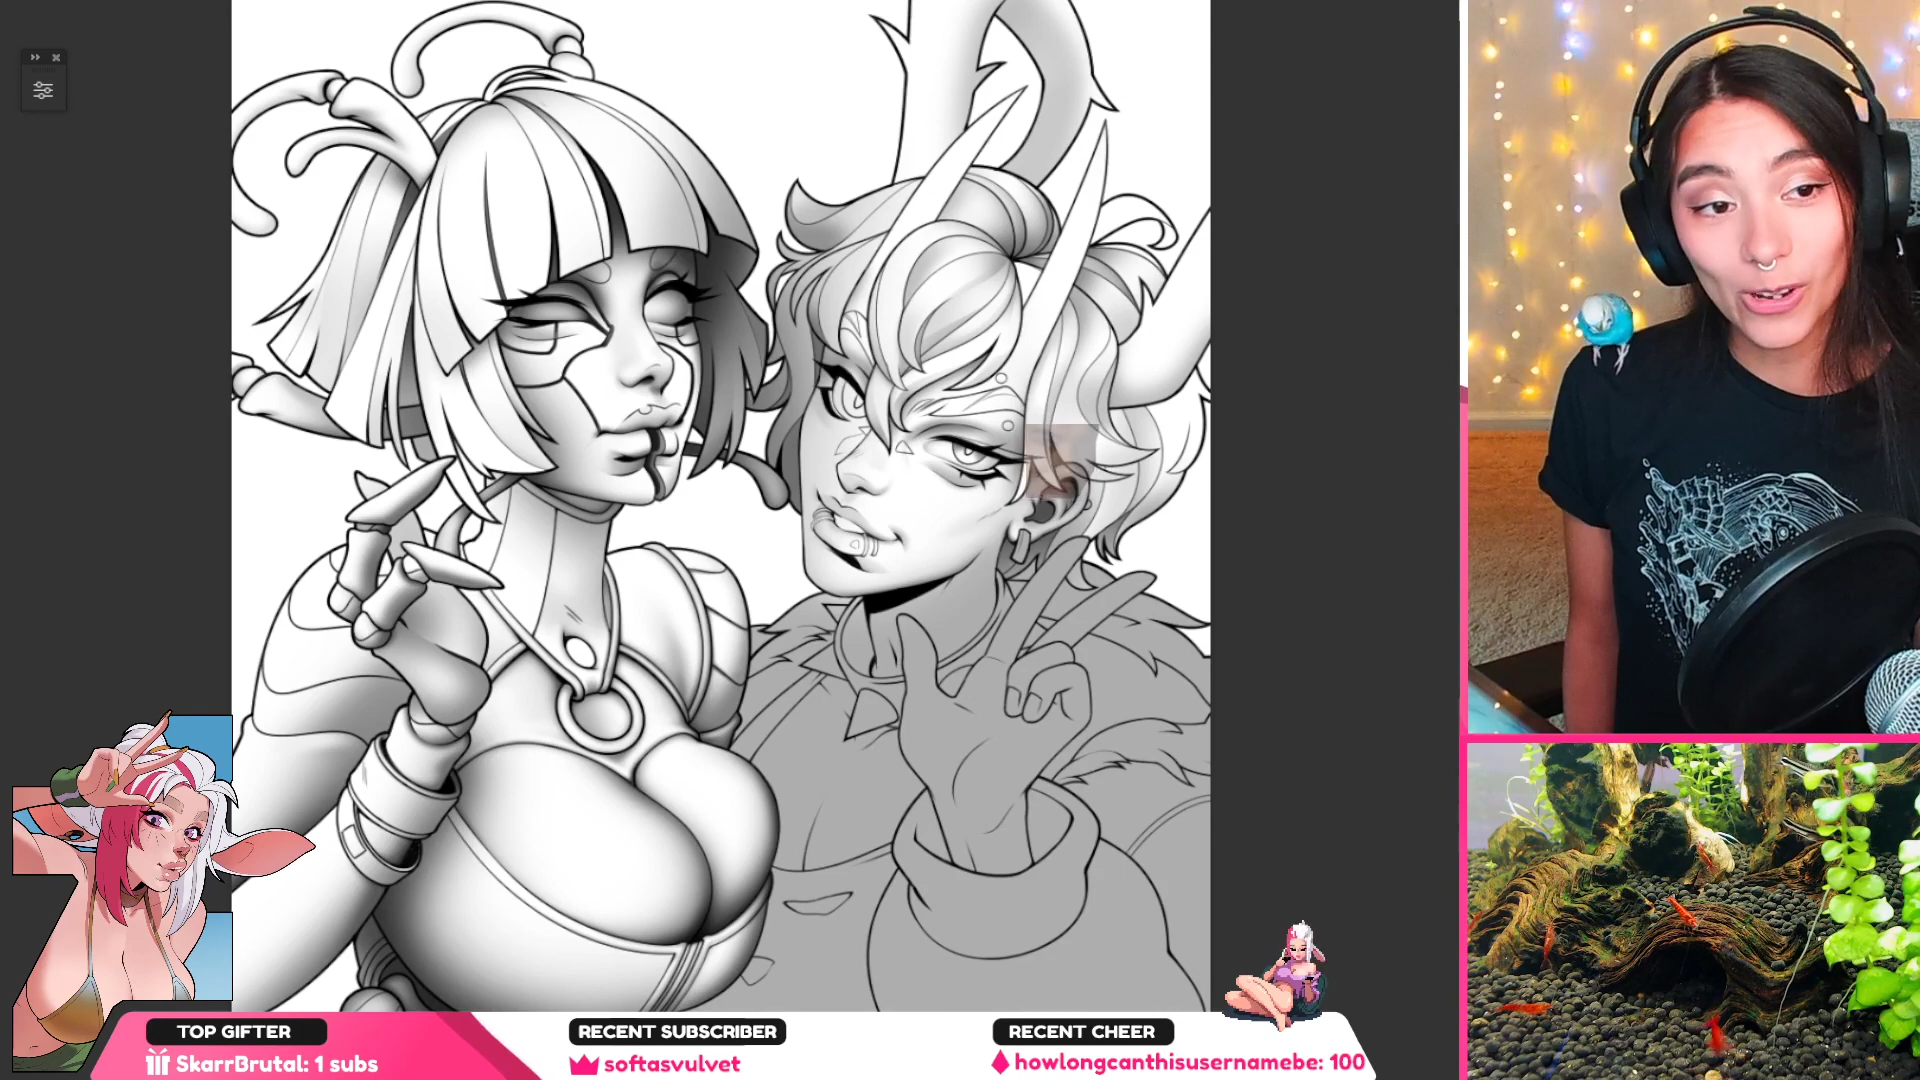 TOP GIFTER
SkarrBrutal: 1 subs
RECENT SUBSCRIBER
softasvulvet
RECENT CHEER
howlongcanthisusernamebe: 100